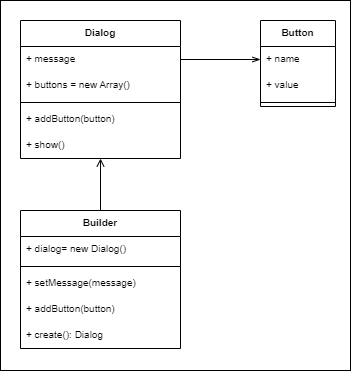 Dialog
+ message
+ buttons = new Array()
+ addButton(button)
+ show()
Button
+ name
+ value
Builder
+ dialog= new Dialog()
+ setMessage(message)
+ addButton(button)
+ create(): Dialog